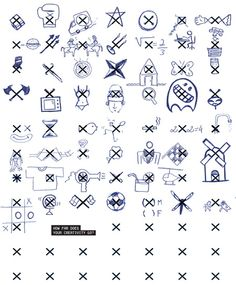 M
( ) F
HOW FAR DOES
YOUR CREATIVITY GO?